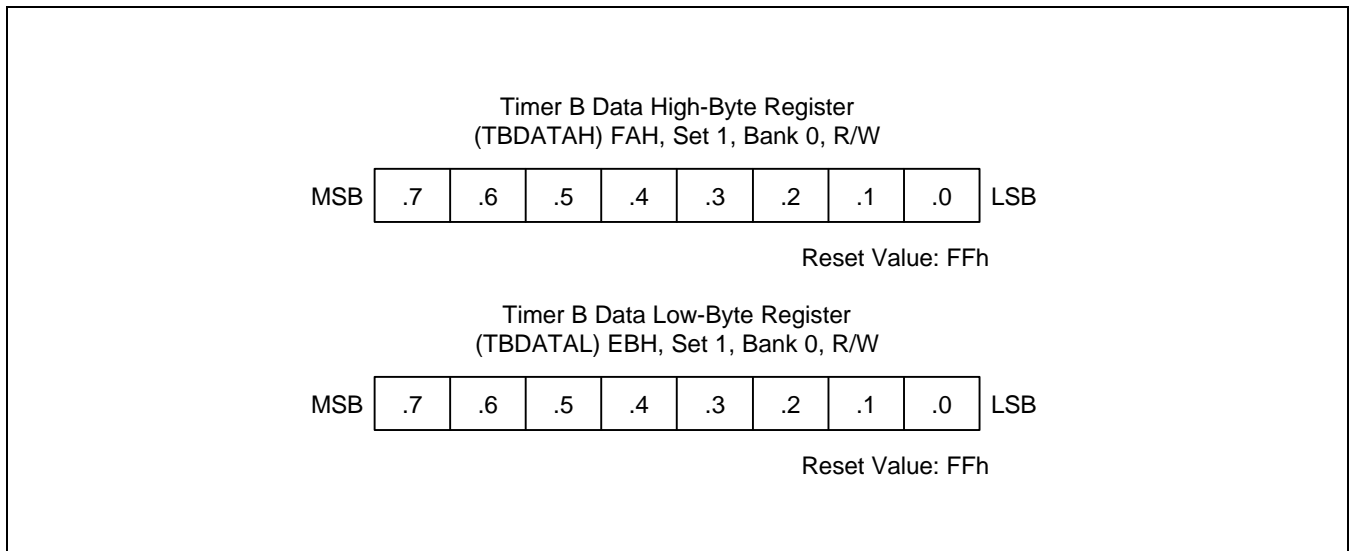 Timer B Data High-Byte Register
(TBDATAH) FAH, Set 1, Bank 0, R/W
MSB .7 .6 .5 .4 .3 .2 .1 .0 LSB
Reset Value: FFh
Timer B Data Low-Byte Register
(TBDATAL) EBH, Set 1, Bank 0, R/W
MSB .7 .6 .5 .4 .3 .2 .1 .0 LSB
Reset Value: FFh